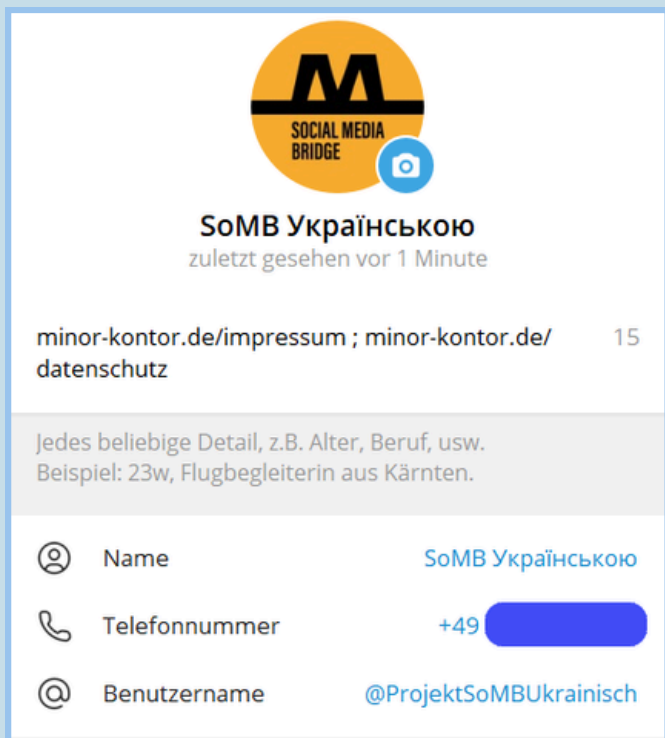 SOCIAL MEDIA
BRIDGE
SoMB Українською
zuletzt gesehen vor 1 Minute
minor-kontor.de/impressum ; minor-kontor.de/ 15
datenschutz
Jedes beliebige Detail, z.B. Alter, Beruf, usw.
Beispiel: 23w, Flugbegleiterin aus Kärnten.
Name SoMB Українською
Telefonnummer +49
Benutzername @ProjektSoMBUkrainisch